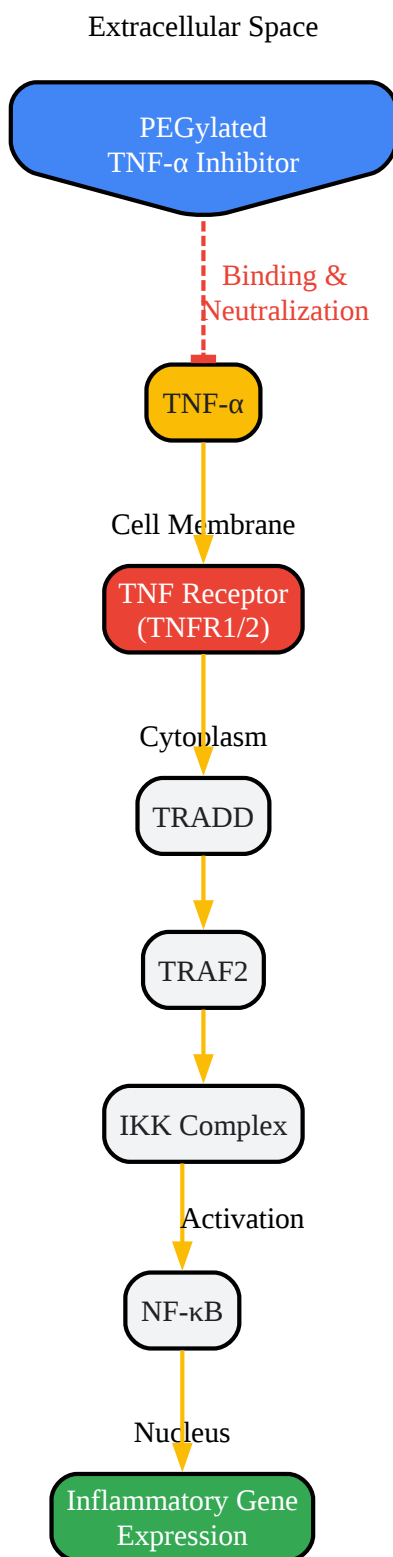 Extracellular Space
PEGylated
TNF-α Inhibitor
Binding &
Neutralization
TNF-α
Cell Membrane
TNF Receptor
(TNFR1/2)
Cytoplasm
TRADD
TRAF2
IKK Complex
Activation
NF-κB
Nucleus
Inflammatory Gene
Expression